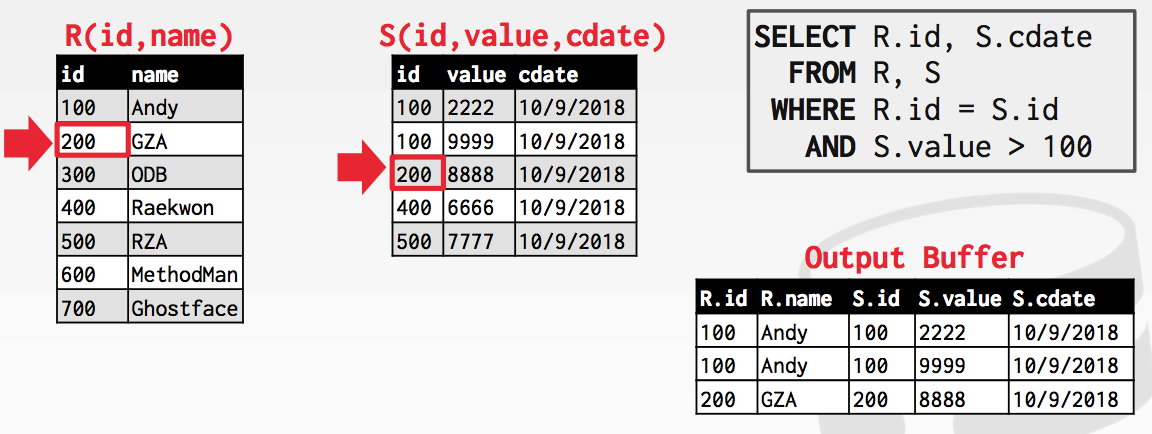 R(id,name)
id name
100 Andy
200 GZA
300 ODB
400 Raekwon
500 RZA
600 MethodMan
700 Ghostface
S(id,value,cdate)
id value cdate
100 2222 10/9/2018
100 9999 10/9/2018
200 8888 10/9/2018
400 6666 10/9/2018
500 7777 10/9/2018
SELECT R.id, S.cdate
FROM R, S
WHERE R.id = S.id
AND S.value > 100
Output Buffer
R.id R.name S.id S.value S.cdate
100 Andy 100 2222 10/9/2018
100 Andy 100 9999 10/9/2018
200 GZA 200 8888 10/9/2018